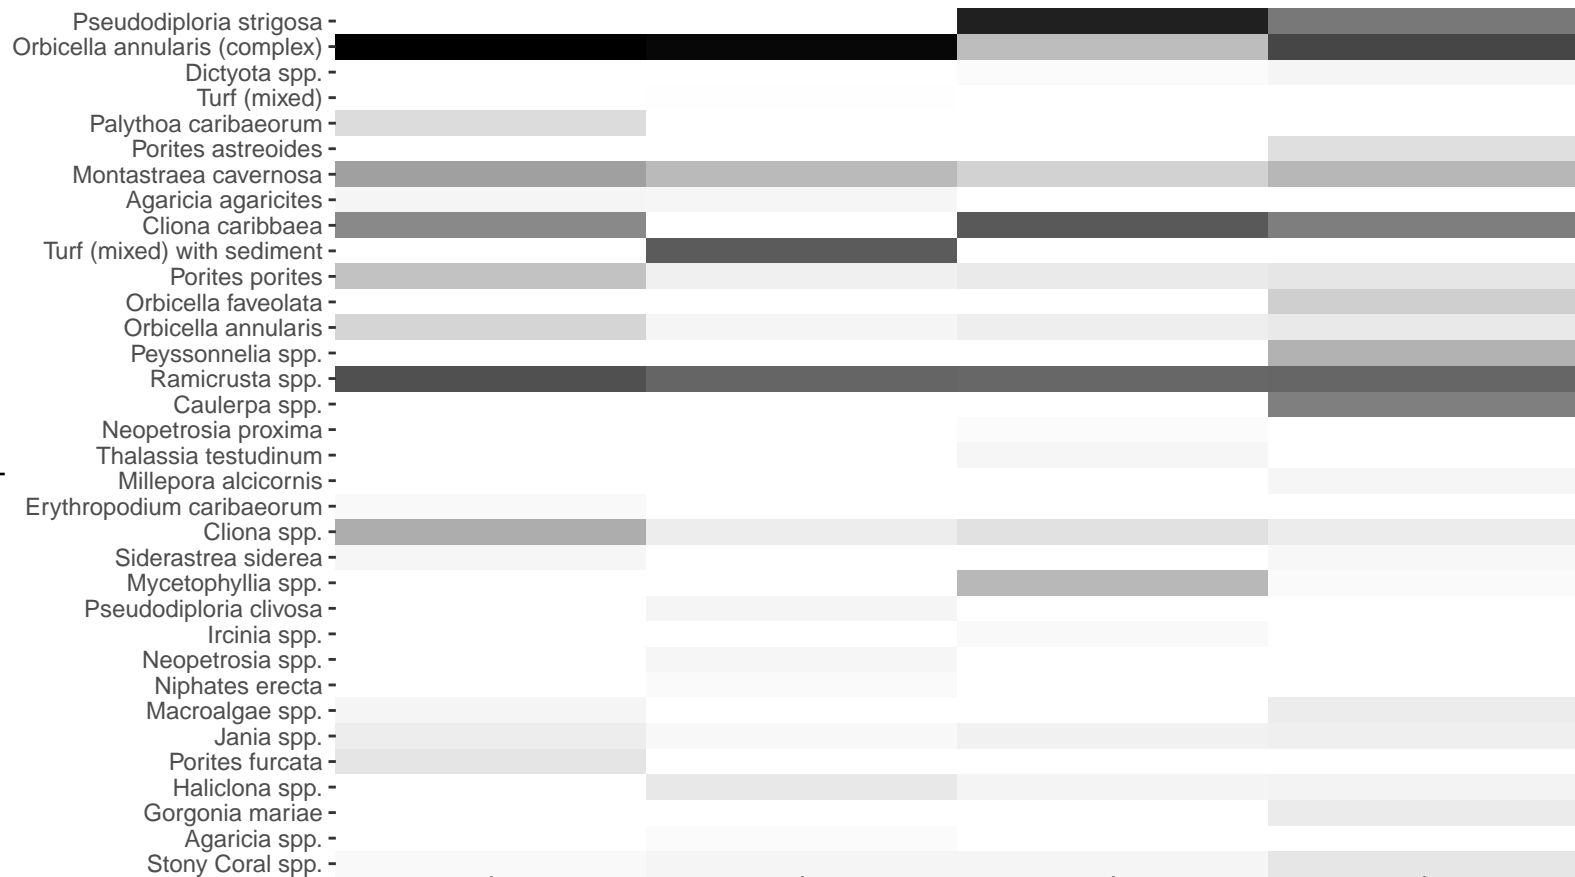 Pseudodiploria strigosa
Orbicella annularis (complex)
Dictyota spp.
Turf (mixed)
Palythoa caribaeorum
Porites astreoides
Montastraea cavernosa
Agaricia agaricites
Cliona caribbaea
Turf (mixed) with sediment
Porites porites
Orbicella faveolata
Orbicella annularis
Peyssonnelia spp.
Ramicrusta spp.
Caulerpa spp.
Neopetrosia proxima
Thalassia testudinum
Millepora alcicornis
Erythropodium caribaeorum
Cliona spp.
Siderastrea siderea
Mycetophyllia spp.
Pseudodiploria clivosa
Ircinia spp.
Neopetrosia spp.
Niphates erecta
Macroalgae spp.
Jania spp.
Porites furcata
Haliclona spp.
Gorgonia mariae
Agaricia spp.
Stony Coral spp.